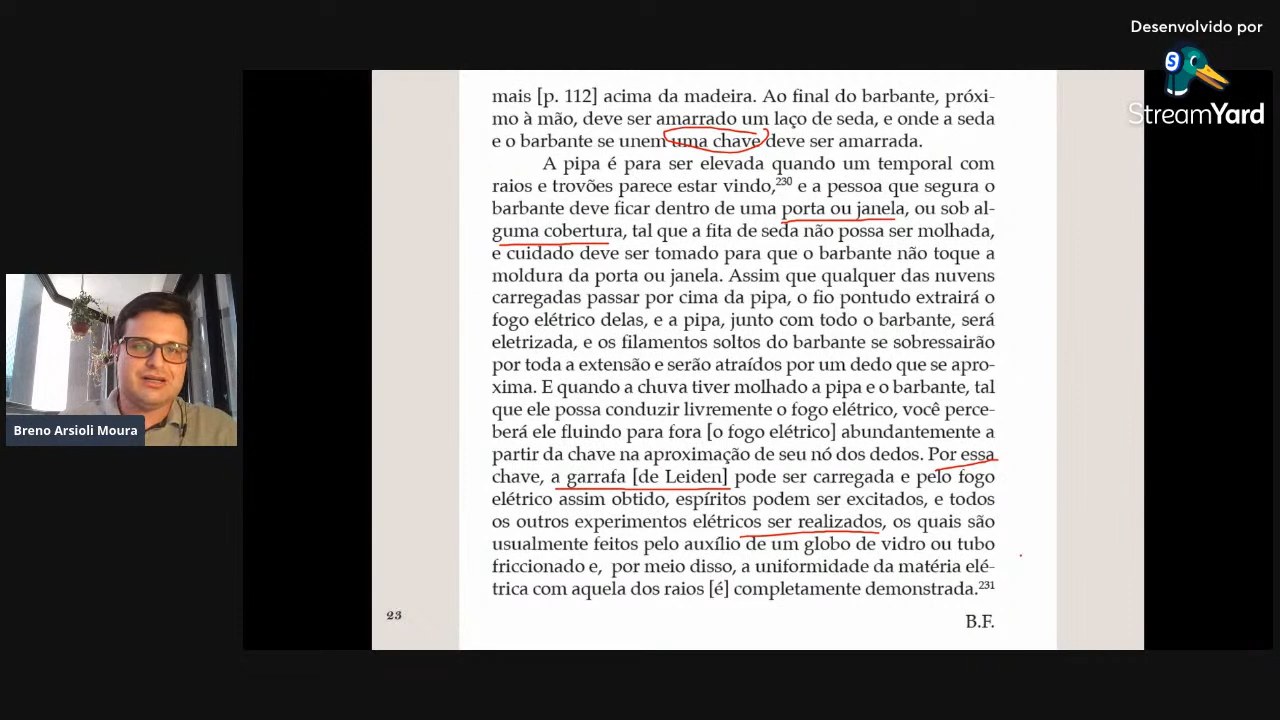 Desenvolvido por
StreamYard
mais [p. 112] acima da madeira. Ao final do barbante, próxi-
mo à mão, deve ser amarrado um laço de seda, e onde a seda
e o barbante se unem uma chave deve ser amarrada.
A pipa é para ser elevada quando um temporal com
raios e trovões parece estar vindo,230 e a pessoa que segura o
barbante deve ficar dentro de uma porta ou janela, ou sob al-
guma cobertura, tal que a fita de seda não possa ser molhada,
e cuidado deve ser tomado para que o barbante não toque a
moldura da porta ou janela. Assim que qualquer das nuvens
carregadas passar por cima da pipa, o fio pontudo extrairá o
fogo elétrico delas, e a pipa, junto com todo o barbante, será
eletrizada, e os filamentos soltos do barbante se sobressairão
por toda a extensão e serão atraídos por um dedo que se apro-
xima. E quando a chuva tiver molhado a pipa e o barbante, tal
que ele possa conduzir livremente o fogo elétrico, você perce-
berá ele fluindo para fora [o fogo elétrico] abundantemente a
partir da chave na aproximação de seu nó dos dedos. Por essa
chave, a garrafa [de Leiden] pode ser carregada e pelo fogo
elétrico assim obtido, espíritos podem ser excitados, e todos
os outros experimentos elétricos ser realizados, os quais são
usualmente feitos pelo auxílio de um globo de vidro ou tubo
friccionado e, por meio disso, a uniformidade da matéria elé-
trica com aquela dos raios [é] completamente demonstrada.231
B.F.
23
Breno Arsioli Moura